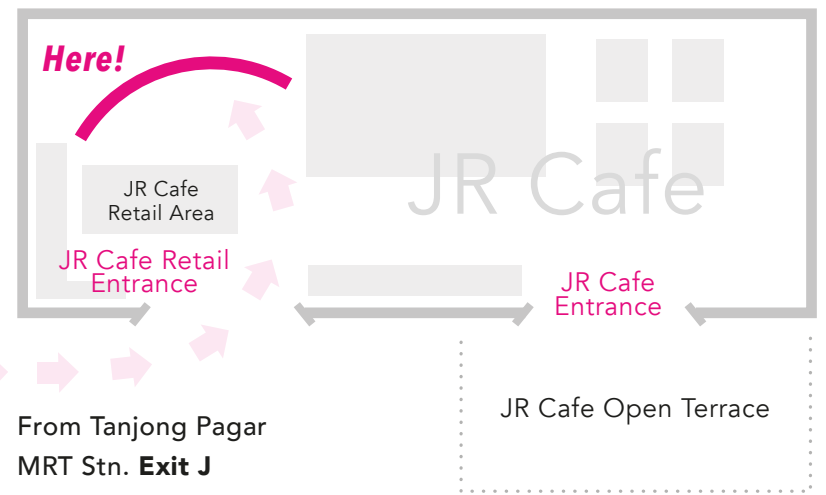 Here!
JR Cafe
JR Cafe
Retail Area
JR Cafe Retail
Entrance
JR Cafe
Entrance
JR Cafe Open Terrace
From Tanjong Pagar
MRT Stn. Exit J